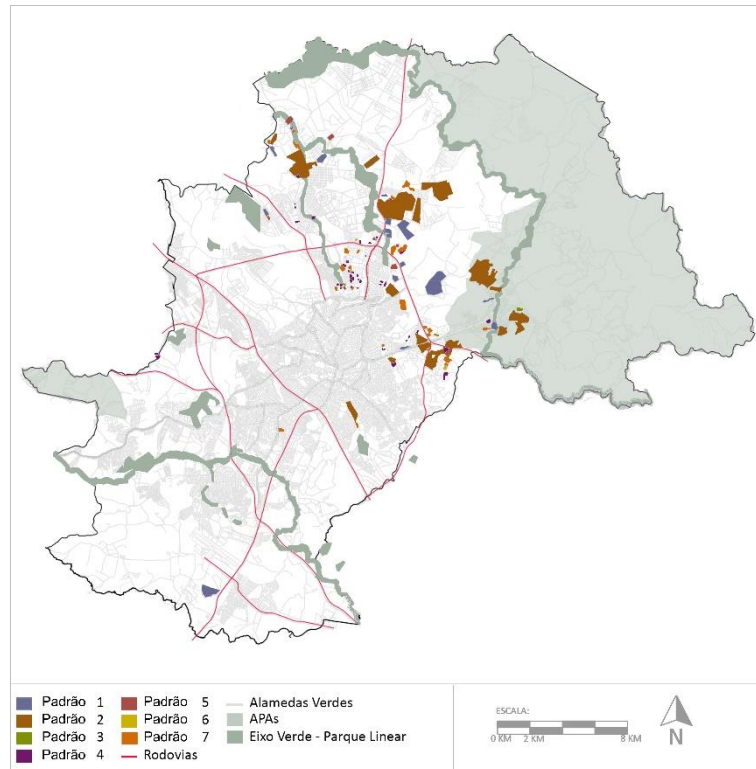 Padrão 1
Padrão 2
Padrão 3
Padrão 4
Padrão 5
Padrão 6
Padrão 7
Rodovias
Alamedas Verdes
APAs
Eixo Verde - Parque Linear
ESCALA:
0 KM 2 KM 8 KM
N